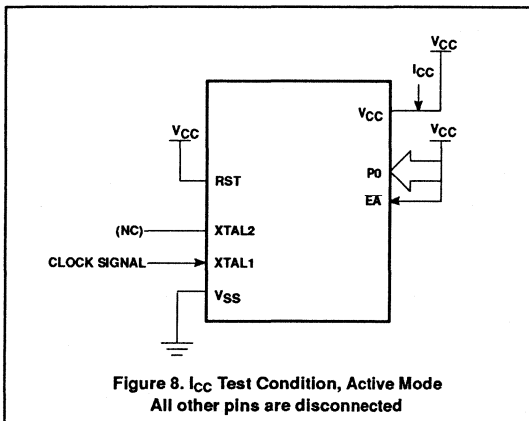 VCC
ICC
VCC
VCC
VCC
RST
P0
EA
(NC)
XTAL2
CLOCK SIGNAL
XTAL1
VSS
Figure 8. ICC Test Condition, Active Mode
All other pins are disconnected